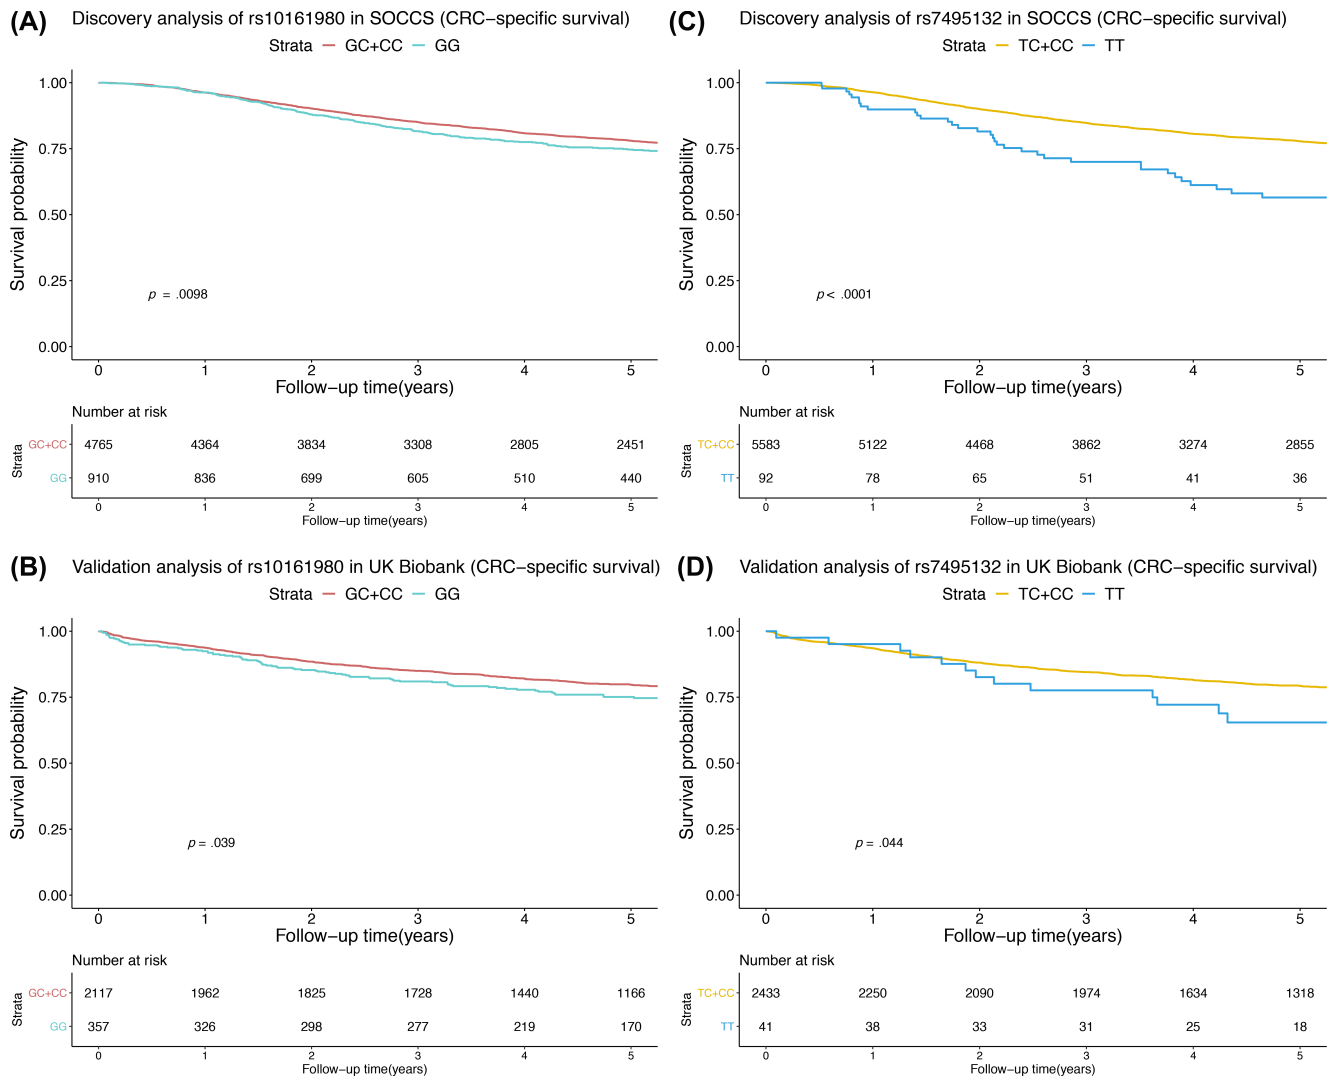 (A) Discovery analysis of rs10161980 in SOCCS (CRC−specific survival)
Strata GC+CC GG
Survival probability
1.00
0.75
0.50
0.25
0.00
p = .0098
0 1 2 3 4 5
Follow−up time(years)
Number at risk
Strata
GC+CC 4765 4364 3834 3308 2805 2451
GG 910 836 699 605 510 440
0 1 2 3 4 5
Follow−up time(years)
(C) Discovery analysis of rs7495132 in SOCCS (CRC−specific survival)
Strata TC+CC TT
Survival probability
1.00
0.75
0.50
0.25
0.00
p < .0001
0 1 2 3 4 5
Follow−up time(years)
Number at risk
Strata
TC+CC 5583 5122 4468 3862 3274 2855
TT 92 78 65 51 41 36
0 1 2 3 4 5
Follow−up time(years)
(B) Validation analysis of rs10161980 in UK Biobank (CRC−specific survival)
Strata GC+CC GG
Survival probability
1.00
0.75
0.50
0.25
0.00
p = .039
0 1 2 3 4 5
Follow−up time(years)
Number at risk
Strata
GC+CC 2117 1962 1825 1728 1440 1166
GG 357 326 298 277 219 170
0 1 2 3 4 5
Follow−up time(years)
(D) Validation analysis of rs7495132 in UK Biobank (CRC−specific survival)
Strata TC+CC TT
Survival probability
1.00
0.75
0.50
0.25
0.00
p = .044
0 1 2 3 4 5
Follow−up time(years)
Number at risk
Strata
TC+CC 2433 2250 2090 1974 1634 1318
TT 41 38 33 31 25 18
0 1 2 3 4 5
Follow−up time(years)